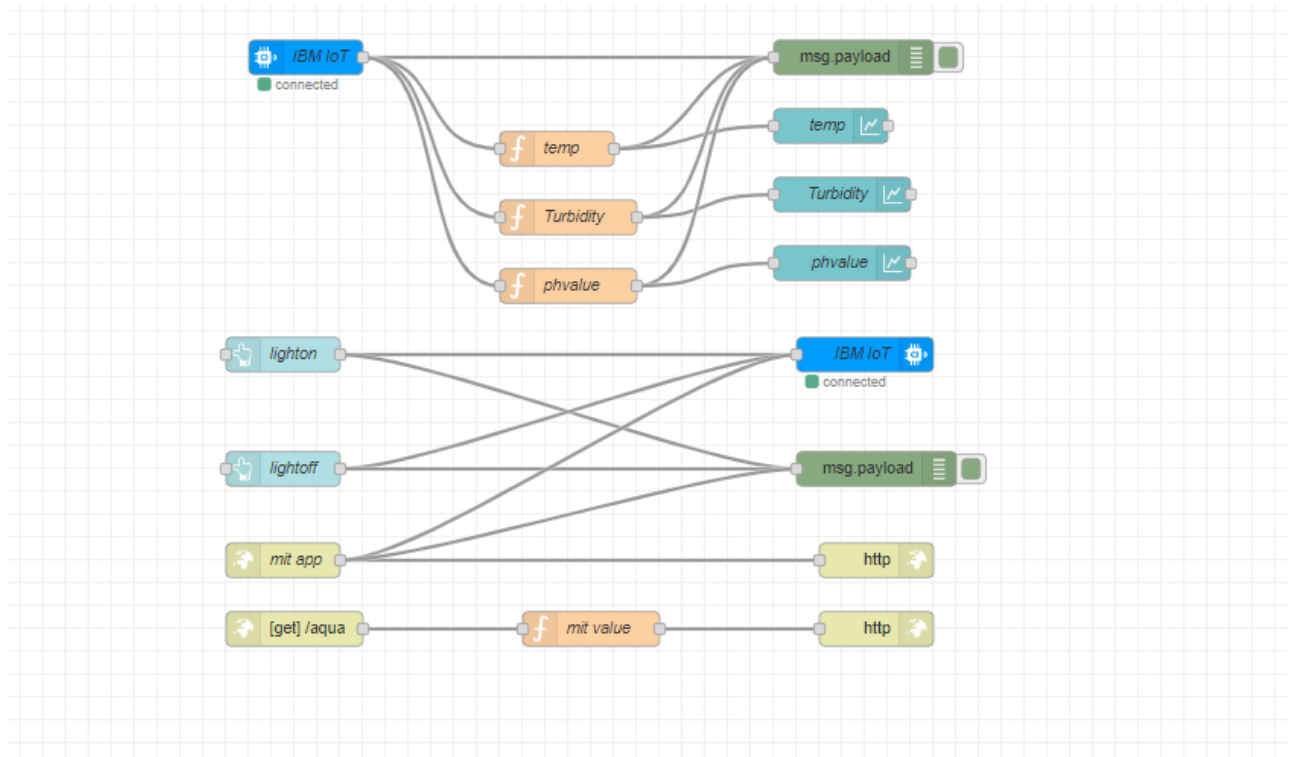 IBM IoT
msg.payload
connected
temp
temp
Turbidity
Turbidity
phvalue
phvalue
lighton
IBM IoT
connected
lightoff
msg.payload
mit app
http
[get] /aqua
mit value
http